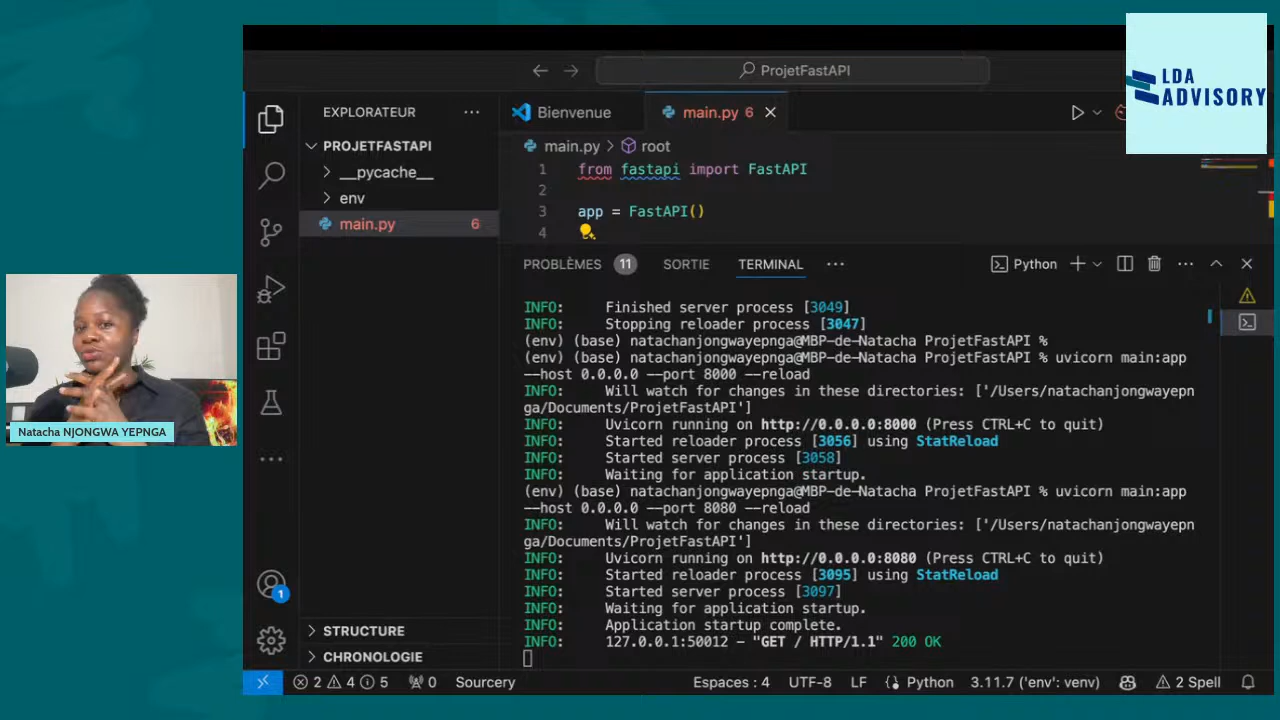 ProjetFastAPI
LDA
ADVISORY
EXPLORATEUR
Bienvenue
main.py 6
PROJETFASTAPI
__pycache__
env
main.py 6
main.py > root
1 from fastapi import FastAPI
2
3 app = FastAPI()
4
PROBLÈMES 11 SORTIE TERMINAL
Python
INFO: Finished server process [3049]
INFO: Stopping reloader process [3047]
(env) (base) natachanjongwayepnga@MBP-de-Natacha ProjetFastAPI %
(env) (base) natachanjongwayepnga@MBP-de-Natacha ProjetFastAPI % uvicorn main:app
--host 0.0.0.0 --port 8000 --reload
INFO: Will watch for changes in these directories: ['/Users/natachanjongwayepn
ga/Documents/ProjetFastAPI']
INFO: Uvicorn running on http://0.0.0.0:8000 (Press CTRL+C to quit)
INFO: Started reloader process [3056] using StatReload
INFO: Started server process [3058]
INFO: Waiting for application startup.
(env) (base) natachanjongwayepnga@MBP-de-Natacha ProjetFastAPI % uvicorn main:app
--host 0.0.0.0 --port 8080 --reload
INFO: Will watch for changes in these directories: ['/Users/natachanjongwayepn
ga/Documents/ProjetFastAPI']
INFO: Uvicorn running on http://0.0.0.0:8080 (Press CTRL+C to quit)
INFO: Started reloader process [3095] using StatReload
INFO: Started server process [3097]
INFO: Waiting for application startup.
INFO: Application startup complete.
INFO: 127.0.0.1:50012 - "GET / HTTP/1.1" 200 OK
Natacha NJONGWA YEPNGA
1
STRUCTURE
CHRONOLOGIE
2 4 5 0 Sourcery Espaces : 4 UTF-8 LF Python 3.11.7 ('env': venv) 2 Spell